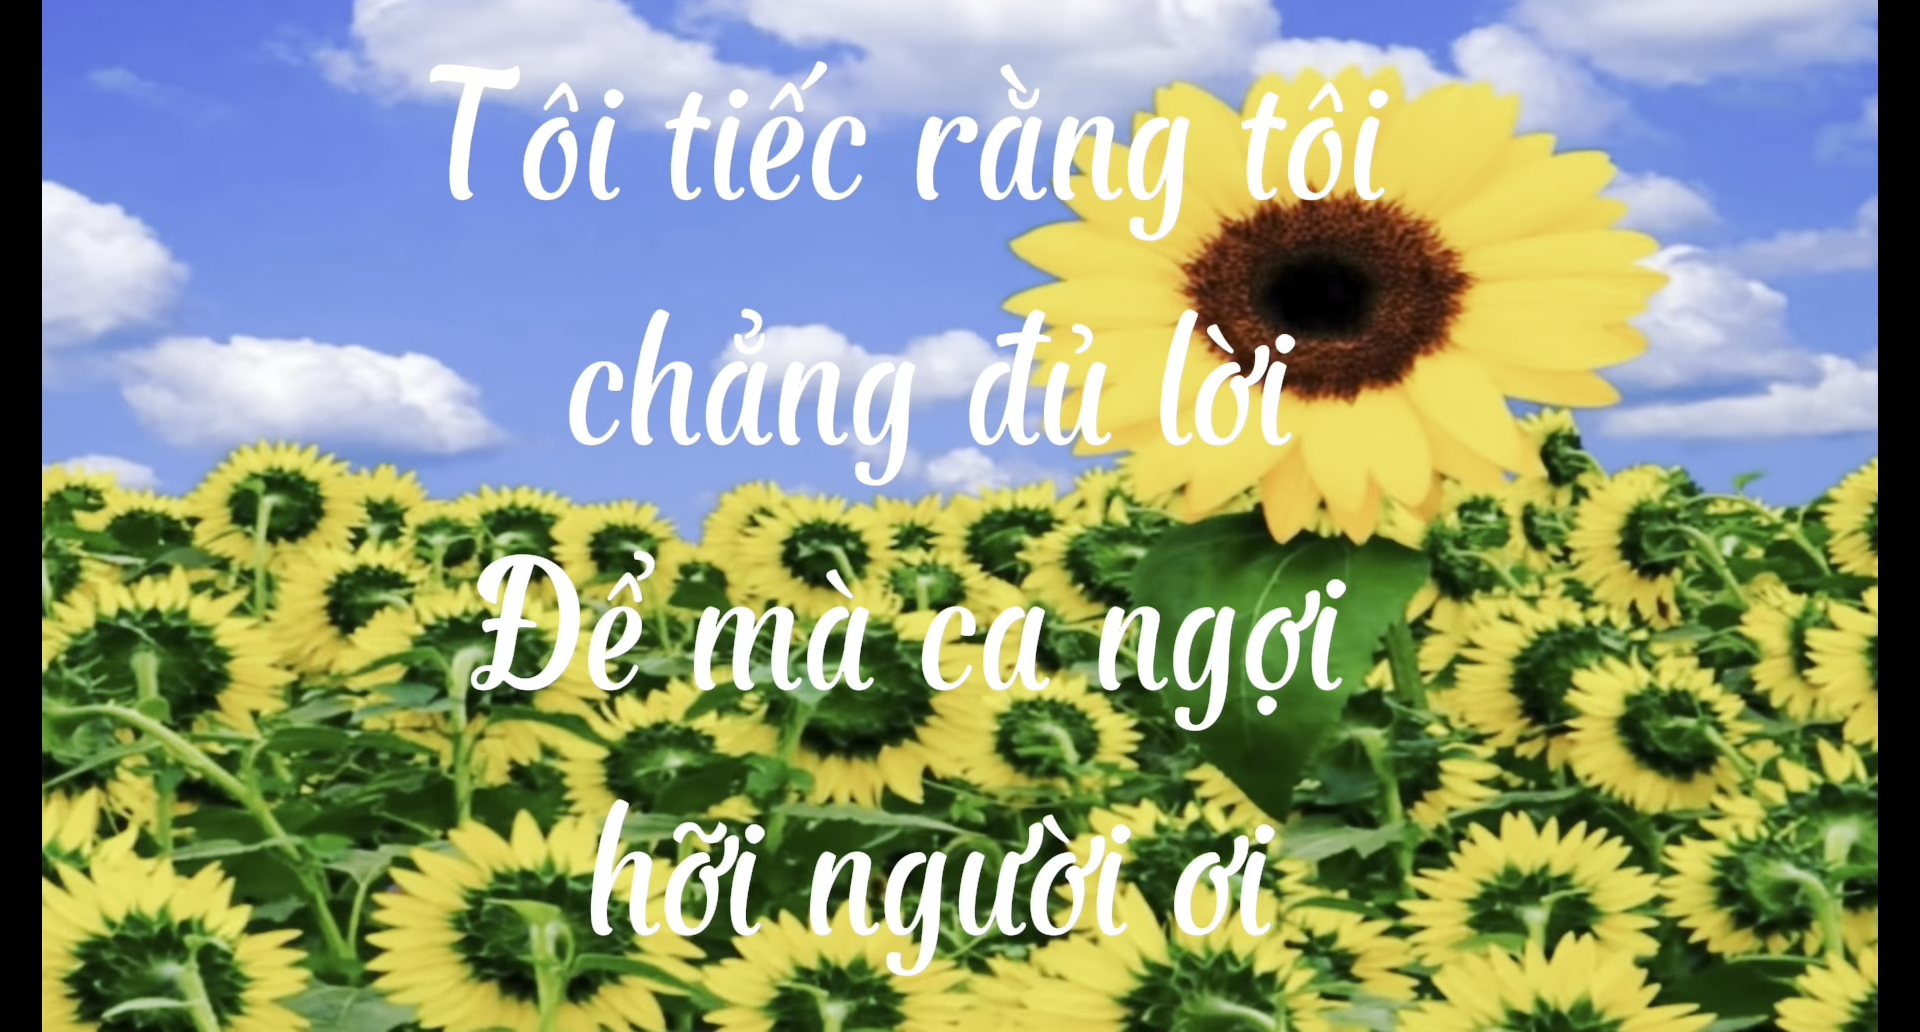 Tôi tiếc rằng tôi
chẳng đủ lời
Để mà ca ngợi
hỡi người ơi